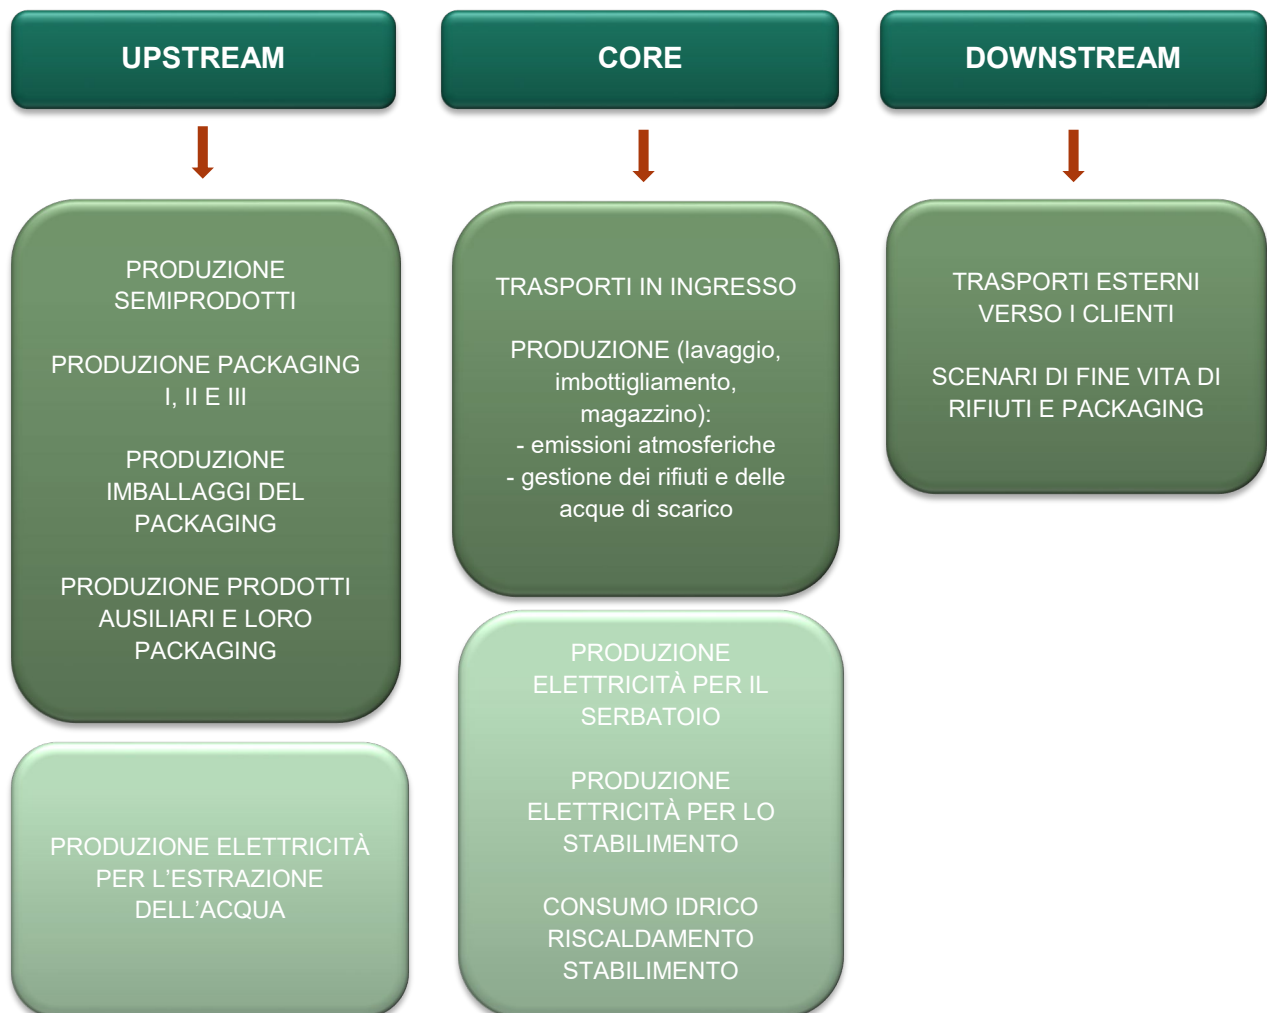 UPSTREAM
PRODUZIONE
SEMIPRODOTTI
PRODUZIONE PACKAGING
I, II E III
PRODUZIONE
IMBALLAGGI DEL
PACKAGING
PRODUZIONE PRODOTTI
AUSILIARI E LORO
PACKAGING
PRODUZIONE ELETTRICITÀ
PER L’ESTRAZIONE
DELL’ACQUA
CORE
TRASPORTI IN INGRESSO
PRODUZIONE (lavaggio,
imbottigliamento,
magazzino):
- emissioni atmosferiche
- gestione dei rifiuti e delle
acque di scarico
PRODUZIONE
ELETTRICITÀ PER IL
SERBATOIO
PRODUZIONE
ELETTRICITÀ PER LO
STABILIMENTO
CONSUMO IDRICO
RISCALDAMENTO
STABILIMENTO
DOWNSTREAM
TRASPORTI ESTERNI
VERSO I CLIENTI
SCENARI DI FINE VITA DI
RIFIUTI E PACKAGING